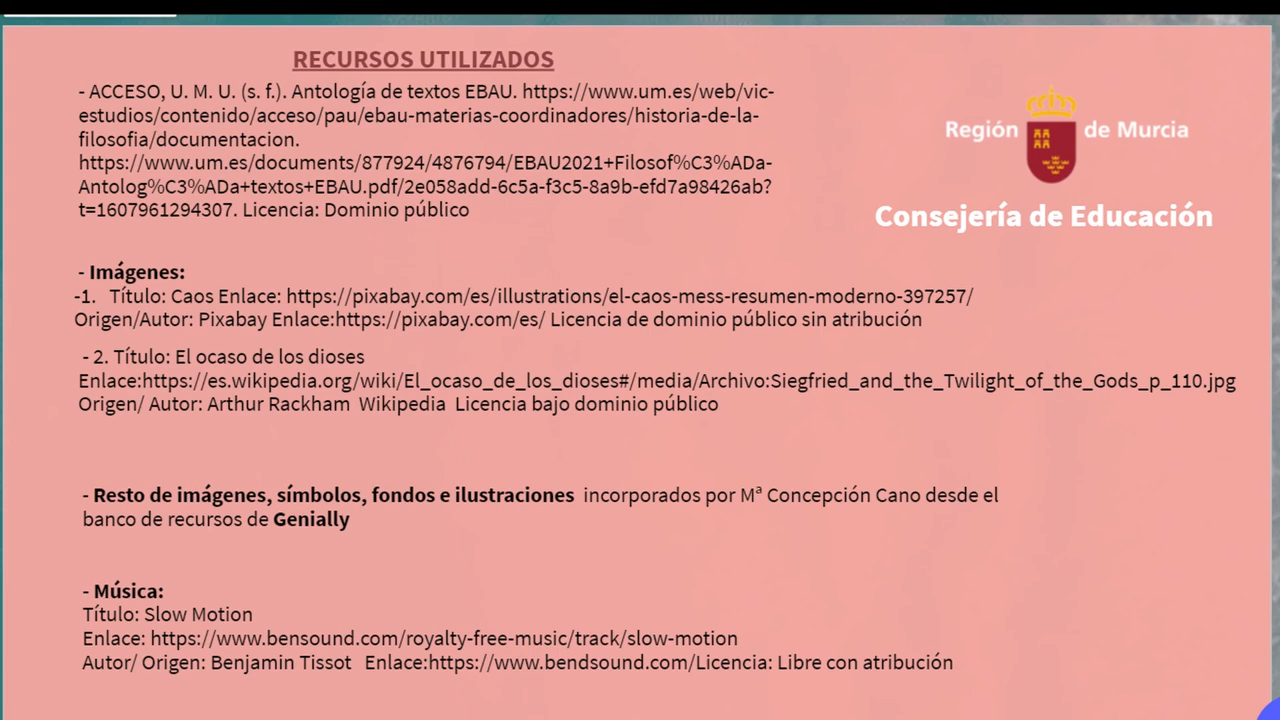 RECURSOS UTILIZADOS
- ACCESO, U. M. U. (s. f.). Antología de textos EBAU. https://www.um.es/web/vic-
estudios/contenido/acceso/pau/ebau-materias-coordinadores/historia-de-la-
filosofia/documentacion.
https://www.um.es/documents/877924/4876794/EBAU2021+Filosof%C3%ADa-
Antolog%C3%ADa+textos+EBAU.pdf/2e058add-6c5a-f3c5-8a9b-efd7a98426ab?
t=1607961294307. Licencia: Dominio público
Región de Murcia
Consejería de Educación
- Imágenes:
-1. Título: Caos Enlace: https://pixabay.com/es/illustrations/el-caos-mess-resumen-moderno-397257/
Origen/Autor: Pixabay Enlace:https://pixabay.com/es/ Licencia de dominio público sin atribución
- 2. Título: El ocaso de los dioses
Enlace:https://es.wikipedia.org/wiki/El_ocaso_de_los_dioses#/media/Archivo:Siegfried_and_the_Twilight_of_the_Gods_p_110.jpg
Origen/ Autor: Arthur Rackham Wikipedia Licencia bajo dominio público
- Resto de imágenes, símbolos, fondos e ilustraciones incorporados por Mª Concepción Cano desde el
banco de recursos de Genially
- Música:
Título: Slow Motion
Enlace: https://www.bensound.com/royalty-free-music/track/slow-motion
Autor/ Origen: Benjamin Tissot Enlace:https://www.bendsound.com/Licencia: Libre con atribución